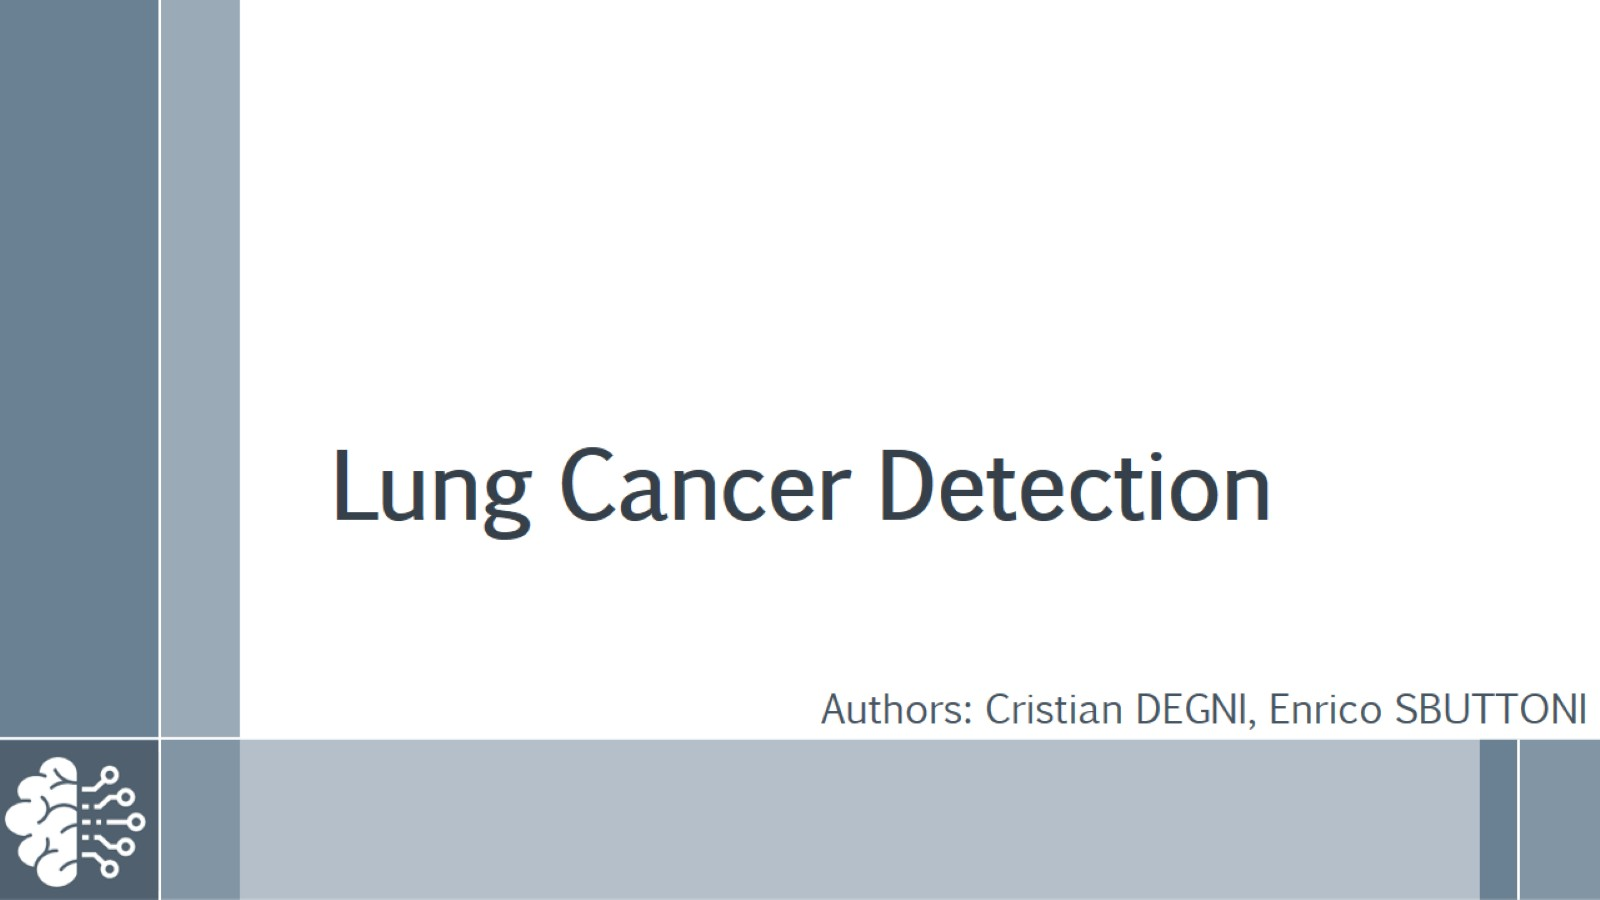 Lung Cancer Detection
Authors: Cristian DEGNI, Enrico SBUTTONI